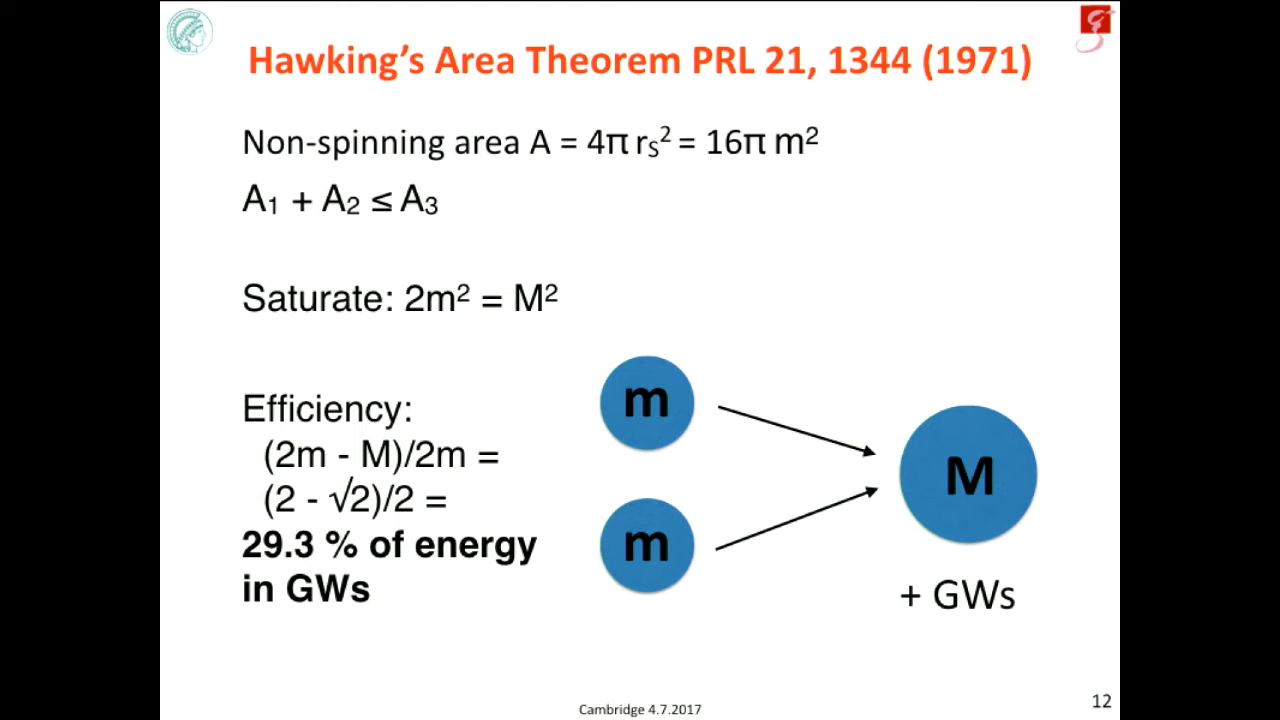 Hawking's Area Theorem PRL 21, 1344 (1971)
Non-spinning area A = 4π rS² = 16π m²
A₁ + A₂ ≤ A₃
Saturate: 2m² = M²
Efficiency:
(2m - M)/2m =
(2 - √2)/2 =
29.3 % of energy
in GWs
m
m
M
+ GWs
Cambridge 4.7.2017
12